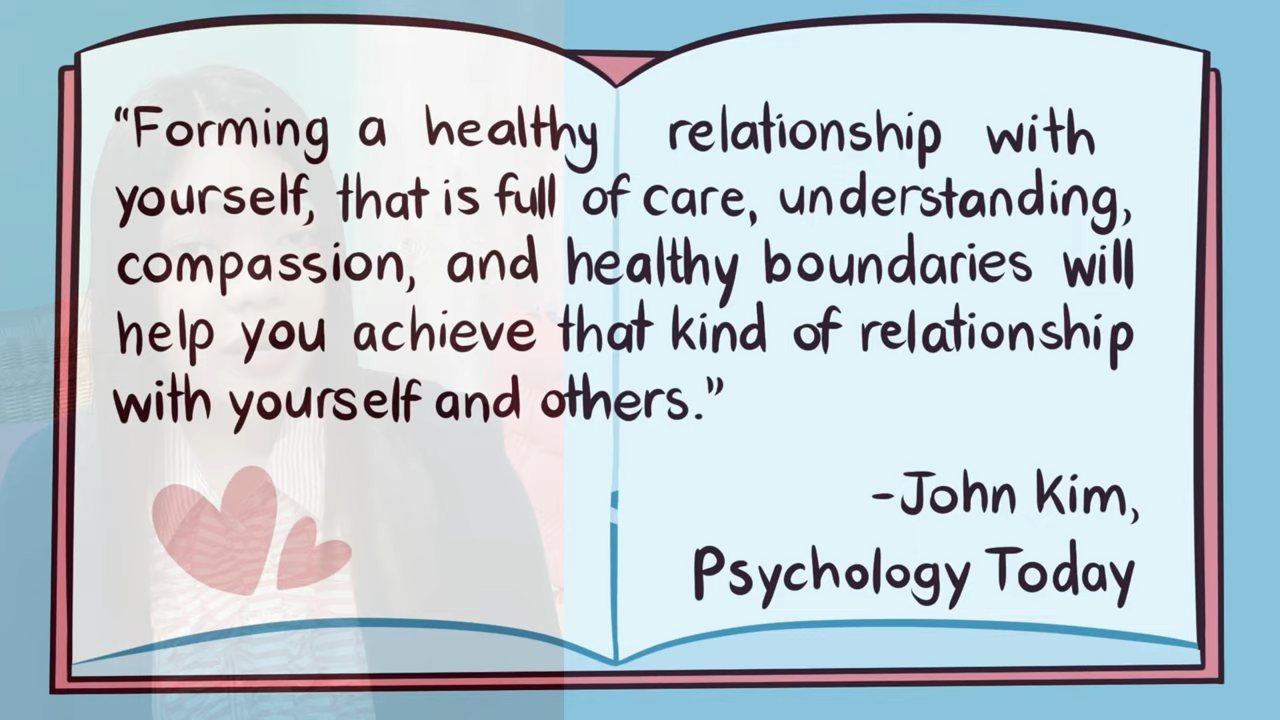 “Forming a healthy relationship with
yourself, that is full of care, understanding,
compassion, and healthy boundaries will
help you achieve that kind of relationship
with yourself and others.”
-John Kim,
Psychology Today